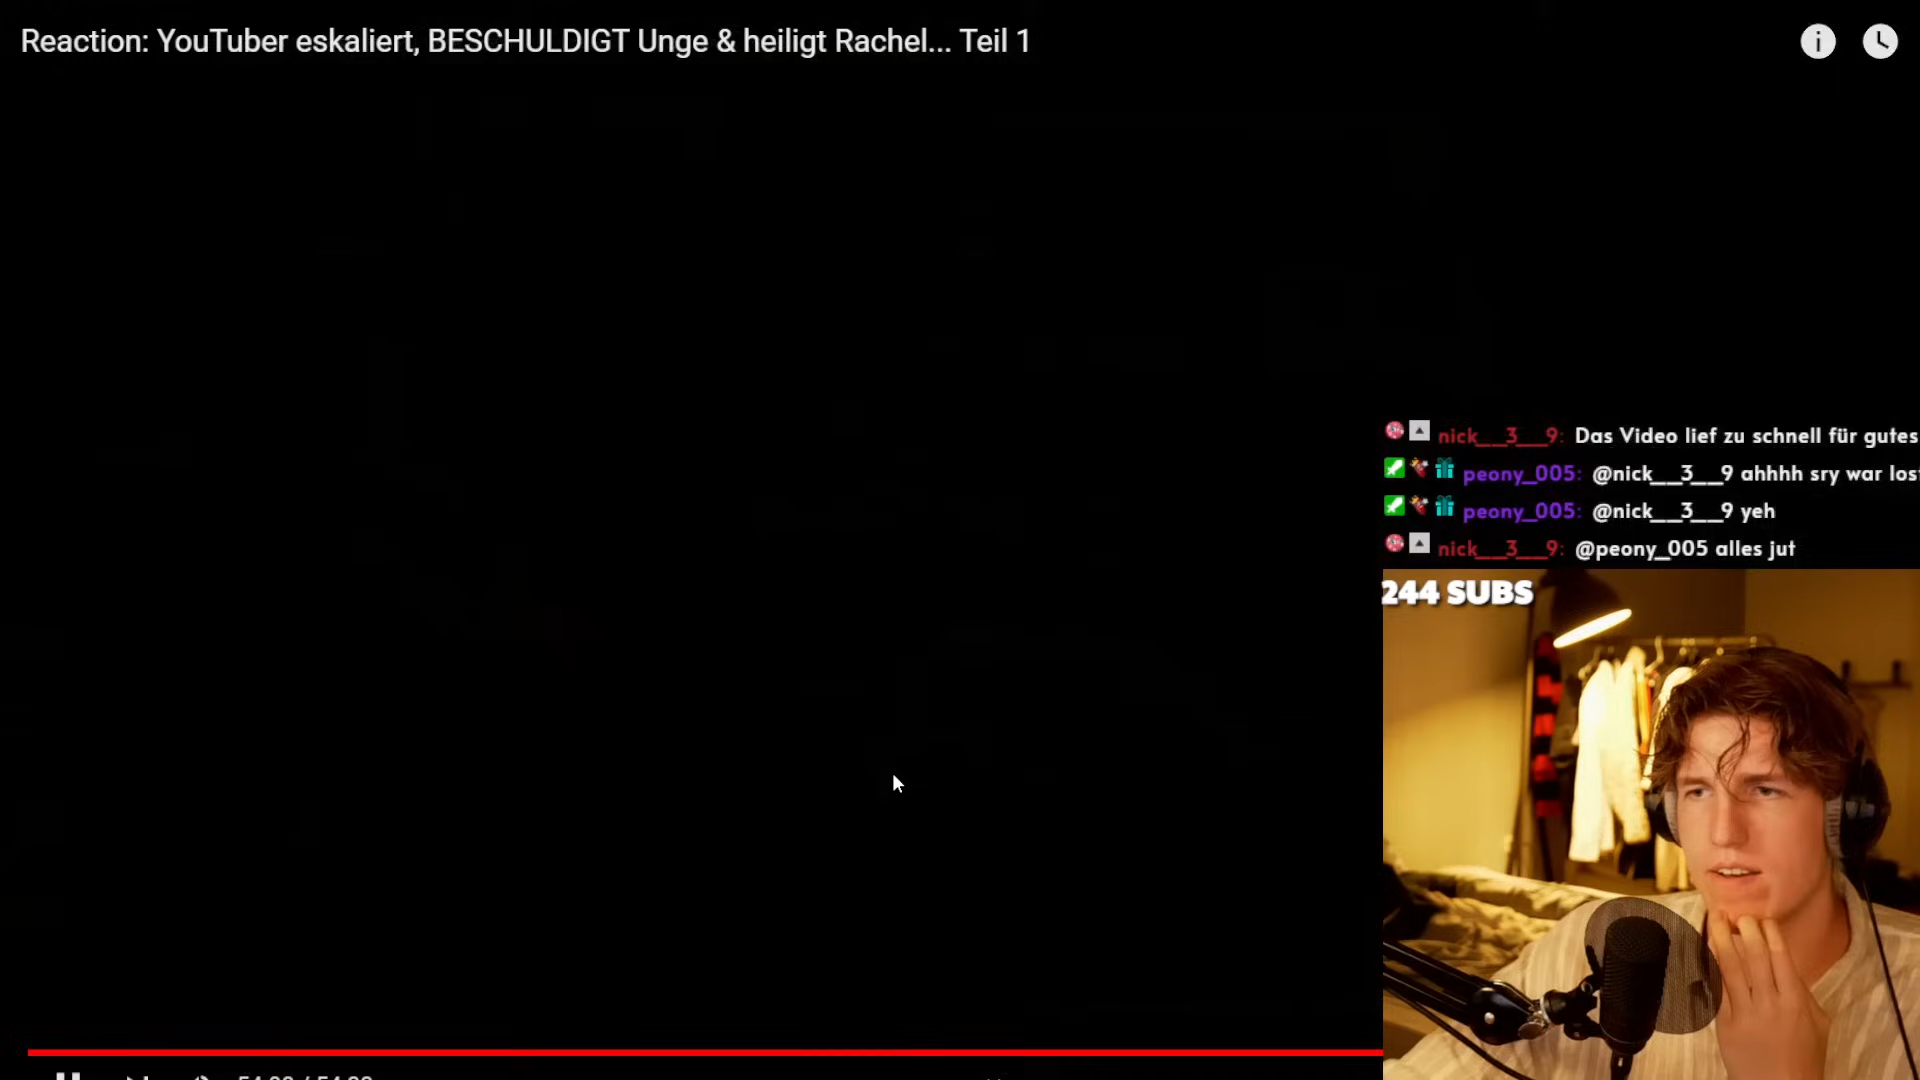 Reaction: YouTuber eskaliert, BESCHULDIGT Unge & heiligt Rachel... Teil 1
nick__3__9: Das Video lief zu schnell für gutes
peony_005: @nick__3__9 ahhhh sry war lost
peony_005: @nick__3__9 yeh
nick__3__9: @peony_005 alles jut
244 SUBS